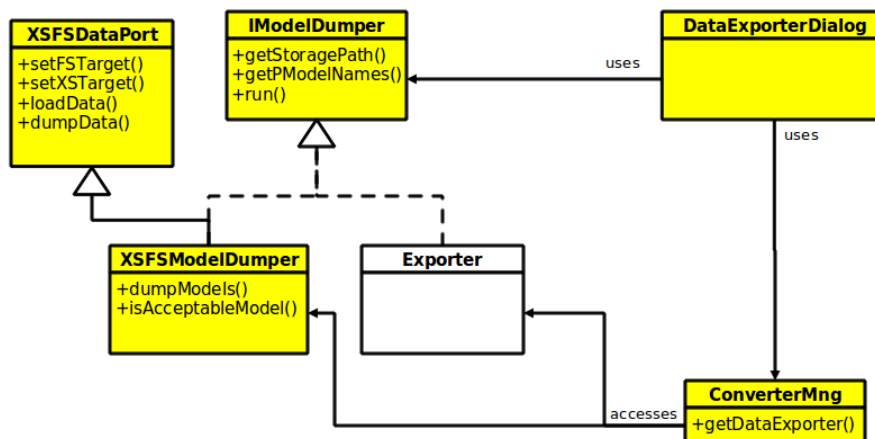 XSFSDataPort
+setFSTarget()
+setXSTarget()
+loadData()
+dumpData()
IModelDumper
+getStoragePath()
+getPModelNames()
+run()
DataExporterDialog
uses
uses
XSFSModelDumper
+dumpModels()
+isAcceptableModel()
Exporter
accesses
ConverterMng
+getDataExporter()